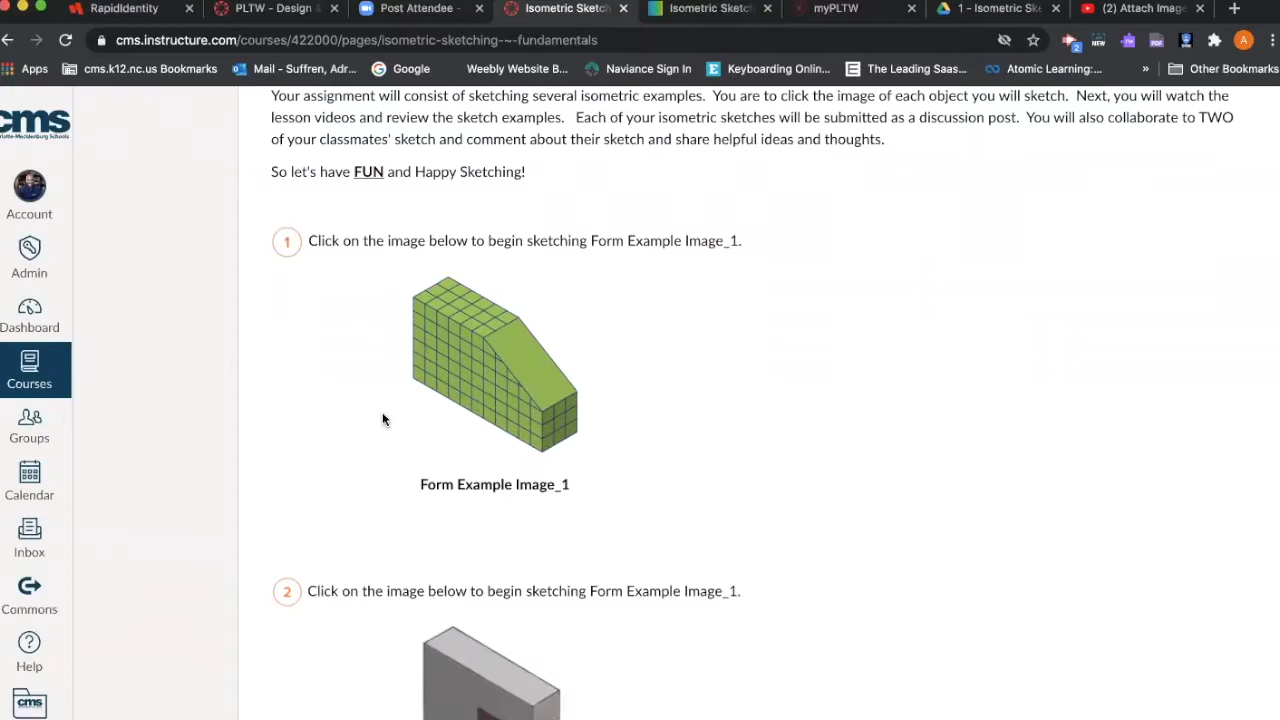 RapidIdentity
PLTW - Design &
Post Attendee -
Isometric Sketch
Isometric Sketch
myPLTW
1 - Isometric Ske
(2) Attach Image
cms.instructure.com/courses/422000/pages/isometric-sketching-~-fundamentals
2
NEW
A
Apps
cms.k12.nc.us Bookmarks
Mail - Suffren, Adr...
Google
Weebly Website B...
Naviance Sign In
Keyboarding Onlin...
The Leading Saas...
Atomic Learning:...
»
Other Bookmarks
cms
Account
Admin
Dashboard
Courses
Groups
Calendar
Inbox
Commons
Help
cms
Your assignment will consist of sketching several isometric examples. You are to click the image of each object you will sketch. Next, you will watch the
lesson videos and review the sketch examples. Each of your isometric sketches will be submitted as a discussion post. You will also collaborate to TWO
of your classmates' sketch and comment about their sketch and share helpful ideas and thoughts.
So let's have FUN and Happy Sketching!
1 Click on the image below to begin sketching Form Example Image_1.
Form Example Image_1
2 Click on the image below to begin sketching Form Example Image_1.